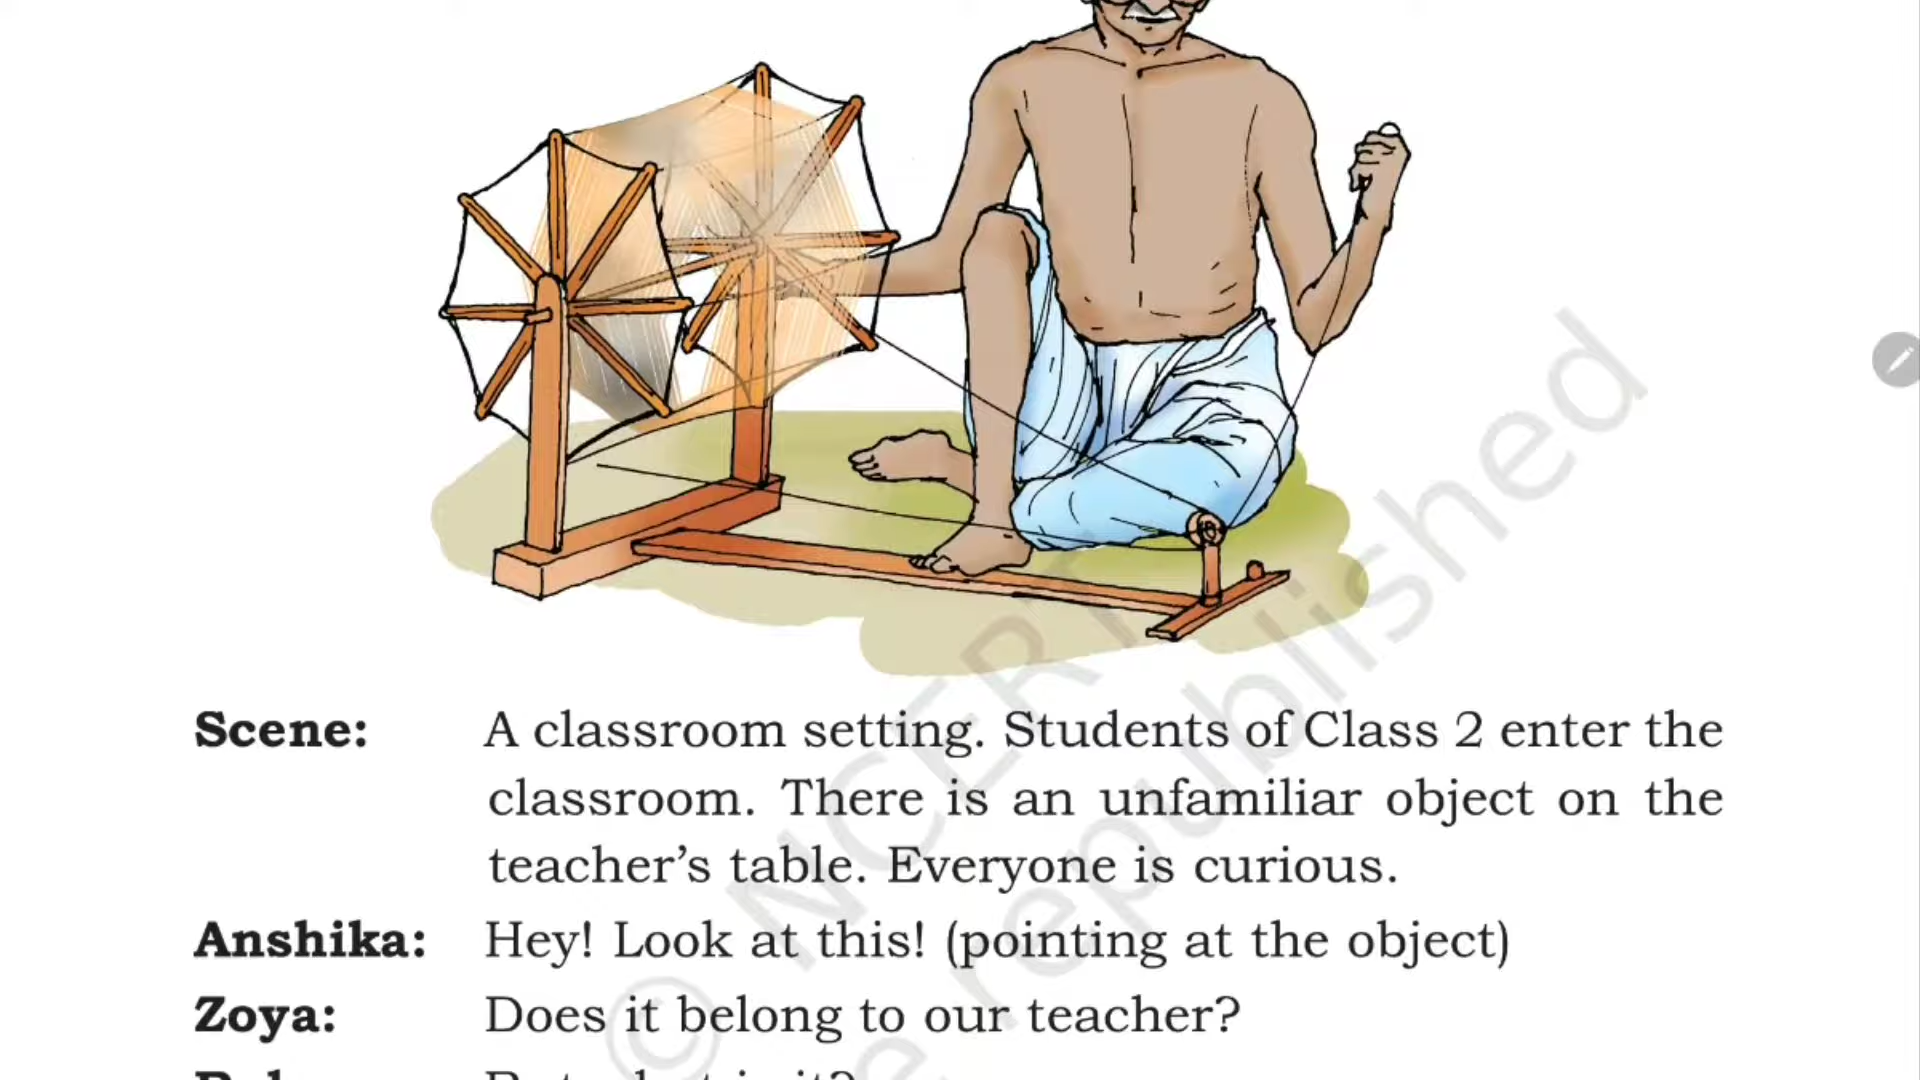 Scene: A classroom setting. Students of Class 2 enter the
classroom. There is an unfamiliar object on the
teacher’s table. Everyone is curious.
Anshika: Hey! Look at this! (pointing at the object)
Zoya: Does it belong to our teacher?
© NCERT
republished